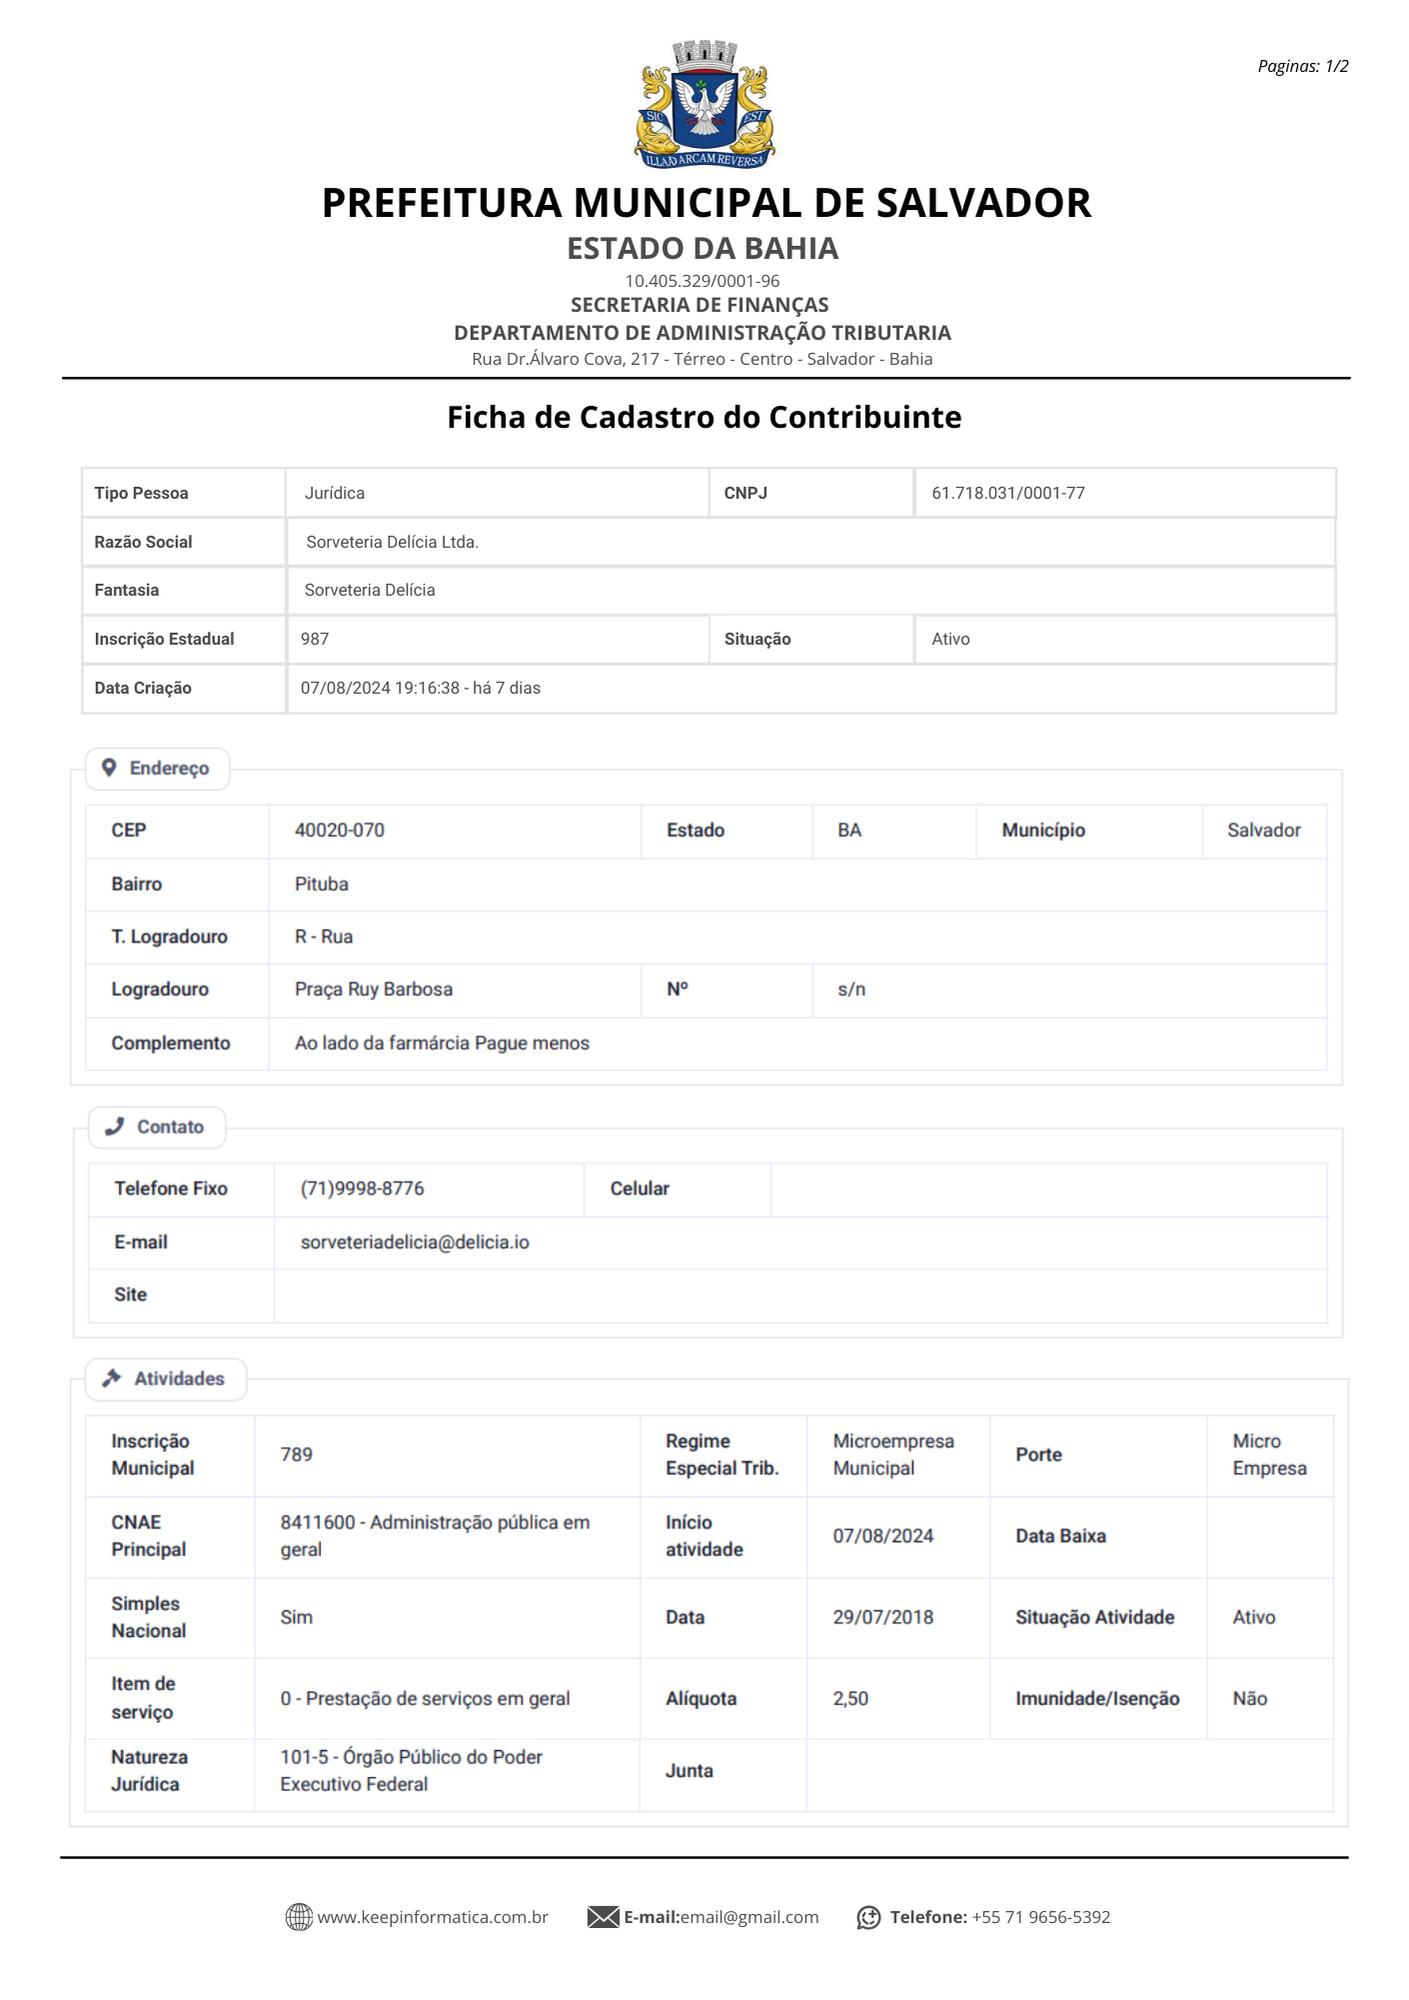 Paginas: 1/2
SIC
EST
ILLA AD ARCAM REVERSA
PREFEITURA MUNICIPAL DE SALVADOR
ESTADO DA BAHIA
10.405.329/0001-96
SECRETARIA DE FINANÇAS
DEPARTAMENTO DE ADMINISTRAÇÃO TRIBUTARIA
Rua Dr.Álvaro Cova, 217 - Térreo - Centro - Salvador - Bahia
Ficha de Cadastro do Contribuinte
Tipo Pessoa Jurídica CNPJ 61.718.031/0001-77
Razão Social Sorveteria Delícia Ltda.
Fantasia Sorveteria Delícia
Inscrição Estadual 987 Situação Ativo
Data Criação 07/08/2024 19:16:38 - há 7 dias
Endereço
CEP 40020-070 Estado BA Município Salvador
Bairro Pituba
T. Logradouro R - Rua
Logradouro Praça Ruy Barbosa Nº s/n
Complemento Ao lado da farmárcia Pague menos
Contato
Telefone Fixo (71)9998-8776 Celular
E-mail sorveteriadelicia@delicia.io
Site
Atividades
Inscrição Municipal 789 Regime Especial Trib. Microempresa Municipal Porte Micro Empresa
CNAE Principal 8411600 - Administração pública em geral Início atividade 07/08/2024 Data Baixa
Simples Nacional Sim Data 29/07/2018 Situação Atividade Ativo
Item de serviço 0 - Prestação de serviços em geral Alíquota 2,50 Imunidade/Isenção Não
Natureza Jurídica 101-5 - Órgão Público do Poder Executivo Federal Junta
www.keepinformatica.com.br E-mail:email@gmail.com Telefone: +55 71 9656-5392